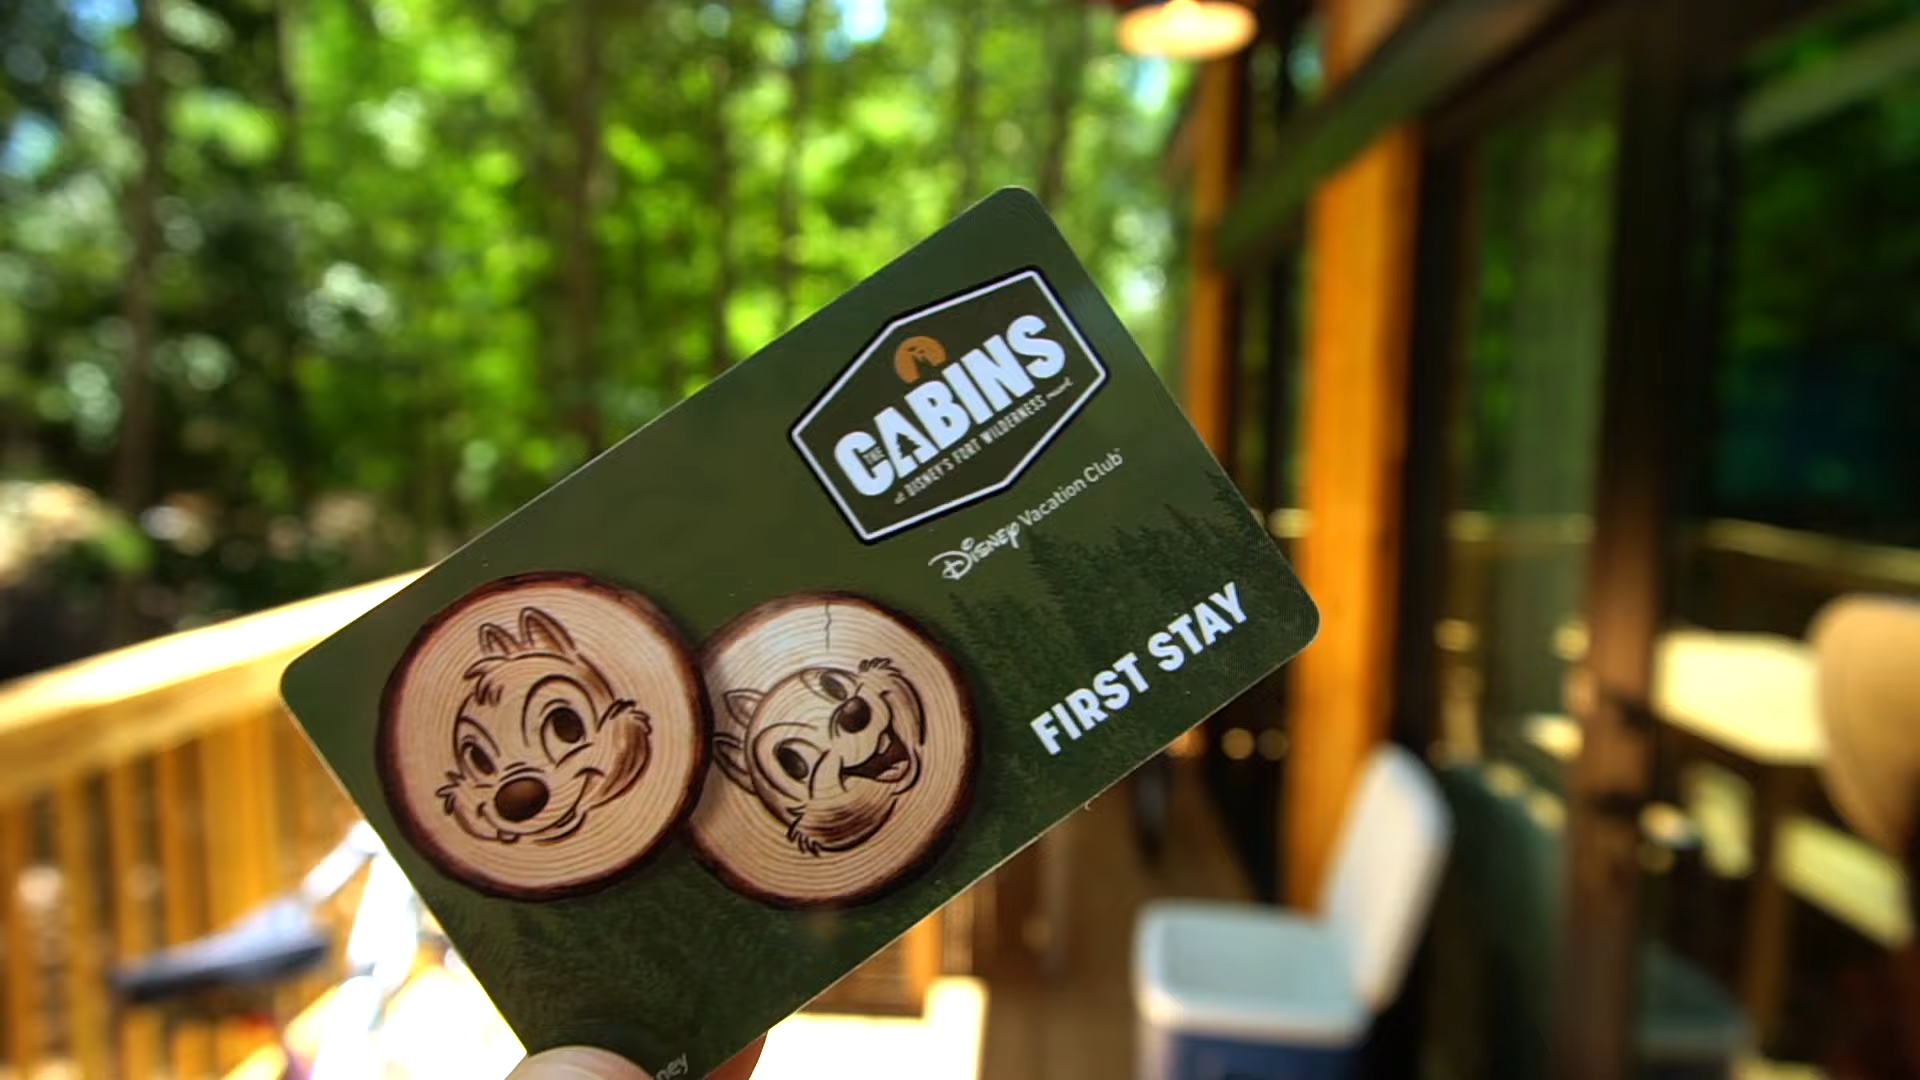 THE
CABINS
at DISNEY'S FORT WILDERNESS RESORT
Disney Vacation Club
FIRST STAY